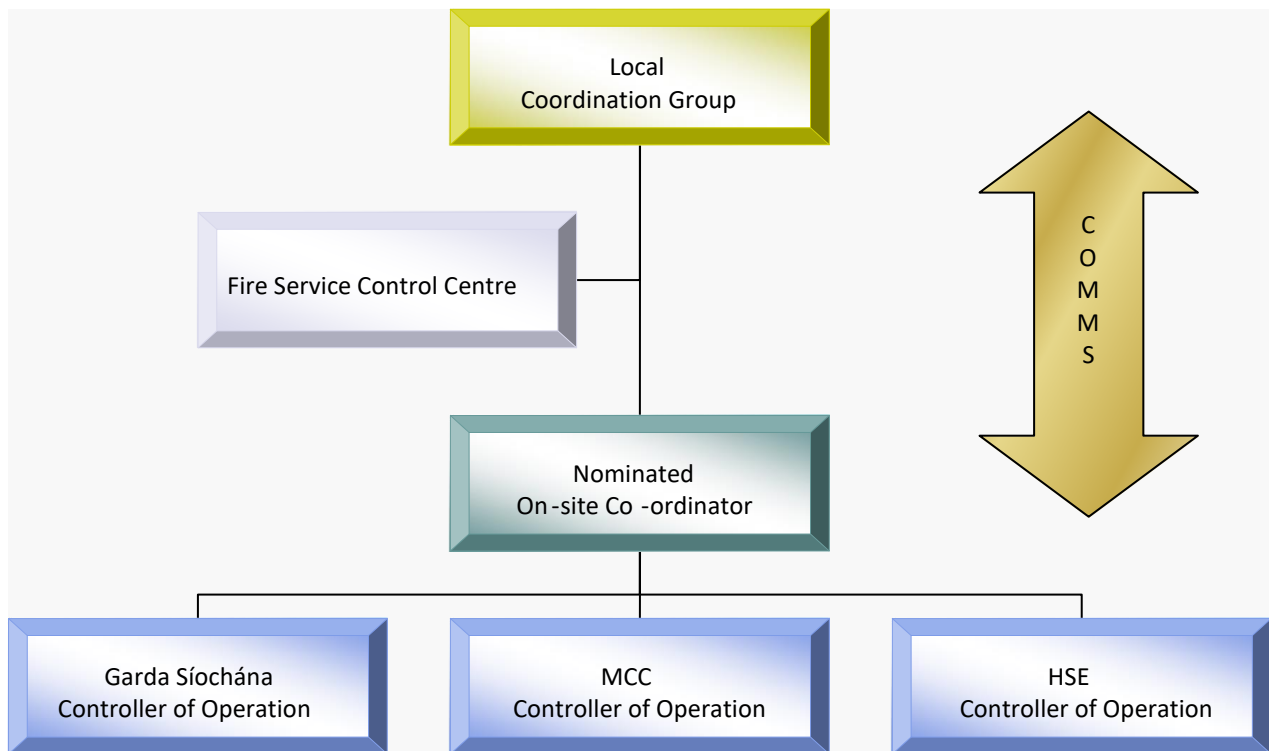 Local
Coordination Group
Fire Service Control Centre
C
O
M
M
S
Nominated
On-site Co -ordinator
Garda Síochána
Controller of Operation
MCC
Controller of Operation
HSE
Controller of Operation